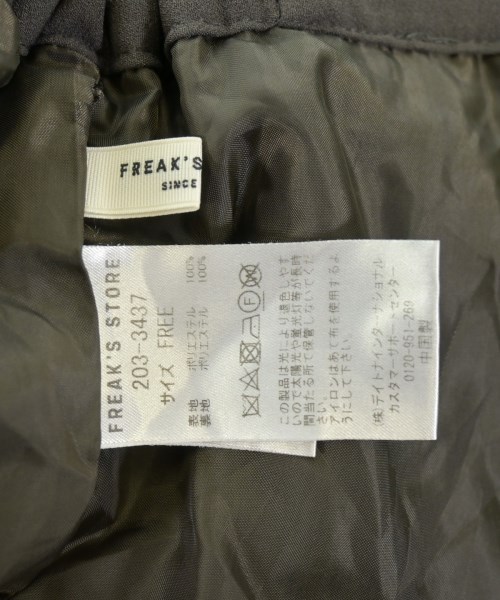 FREAK'S
SINCE
FREAK'S STORE
203-3437
サイズ FREE
表地 ポリエステル 100%
裏地 ポリエステル 100%
この製品は光により退色しやす
いので太陽光や蛍光灯等が長時
間当たる所で保管しないでくだ
さい。
アイロンはあて布を使用するよ
うにして下さい。
(株)デイトナインターナショナル
カスタマーサポートセンター
0120-951-269
中国製